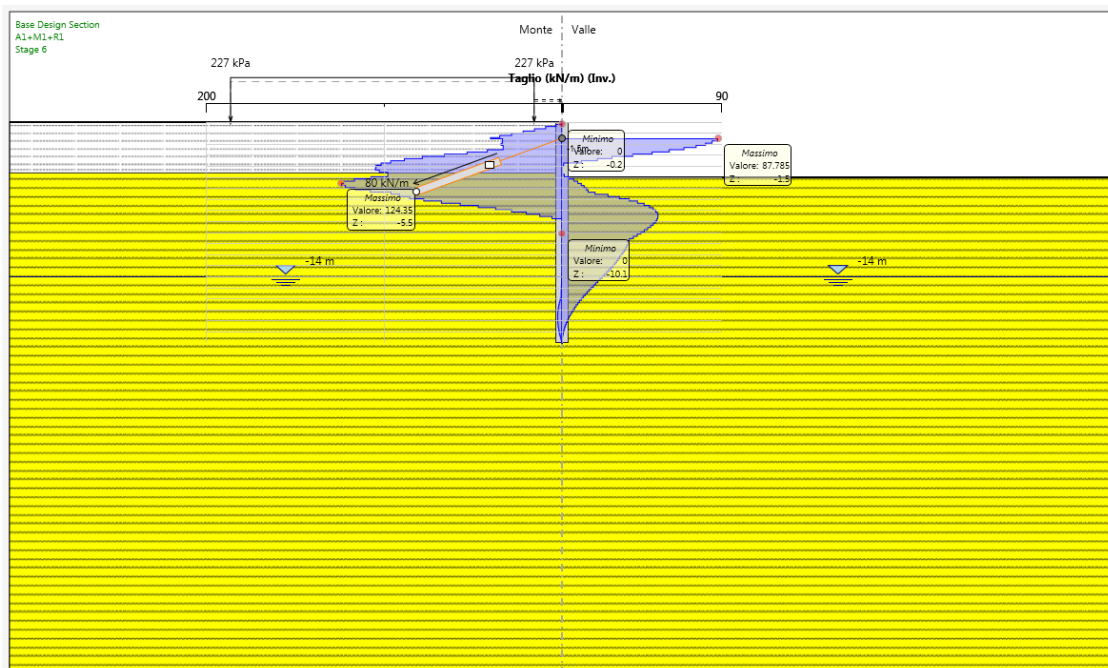 Base Design Section
A1+M1+R1
Stage 6
Monte
Valle
227 kPa
227 kPa
Taglio (kN/m) (Inv.)
200
90
Minimo
Valore: 0
Z : -0.2
-1.5m
Massimo
Valore: 87.785
Z : -1.5
80 kN/m
Massimo
Valore: 124.35
Z : -5.5
Minimo
Valore: 0
Z : -10.1
-14 m
-14 m